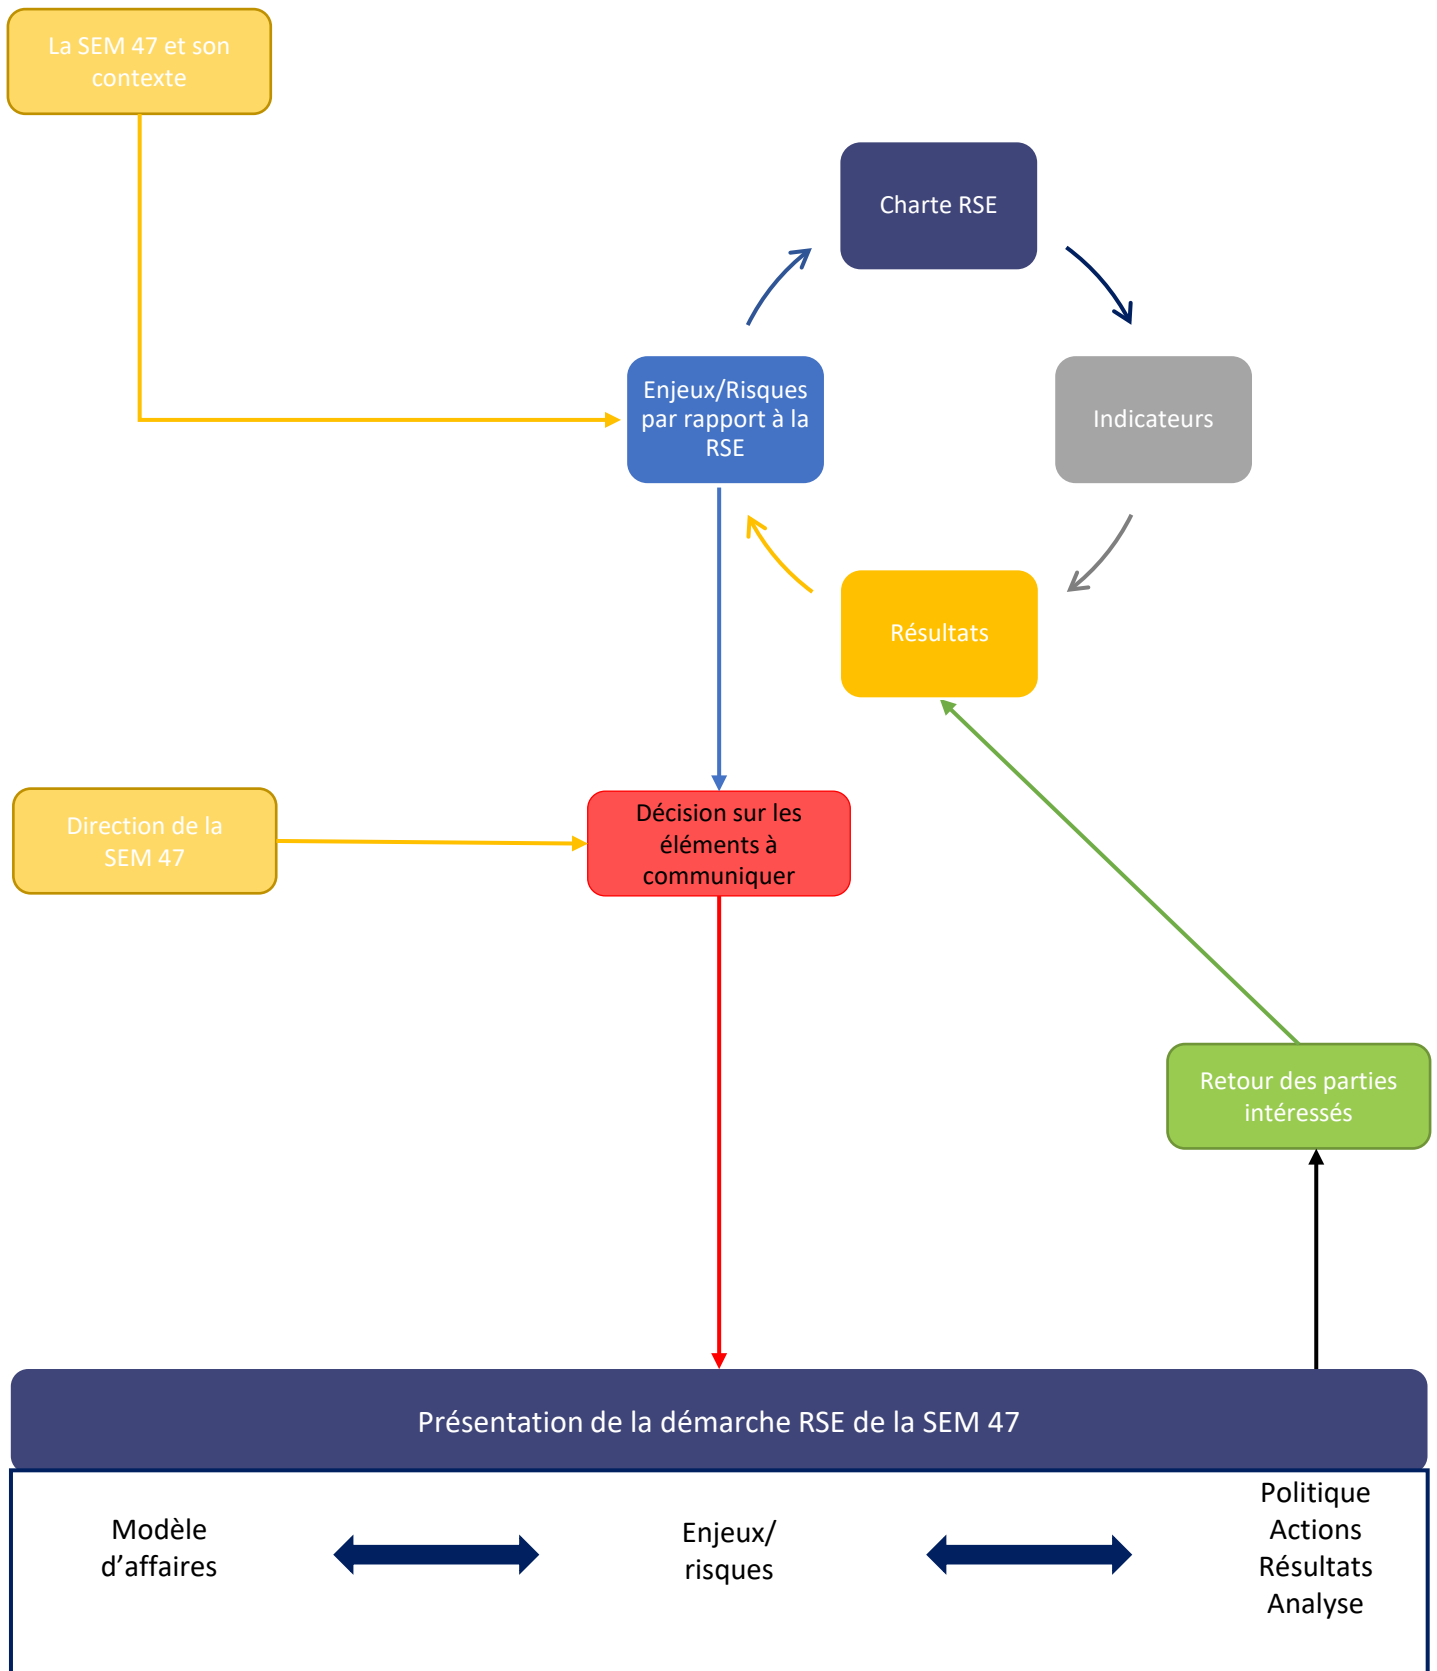 La SEM 47 et son
contexte
Charte RSE
Enjeux/Risques
par rapport à la
RSE
Indicateurs
Résultats
Direction de la
SEM 47
Décision sur les
éléments à
communiquer
Retour des parties
intéressés
Présentation de la démarche RSE de la SEM 47
Modèle
d’affaires
Enjeux/
risques
Politique
Actions
Résultats
Analyse